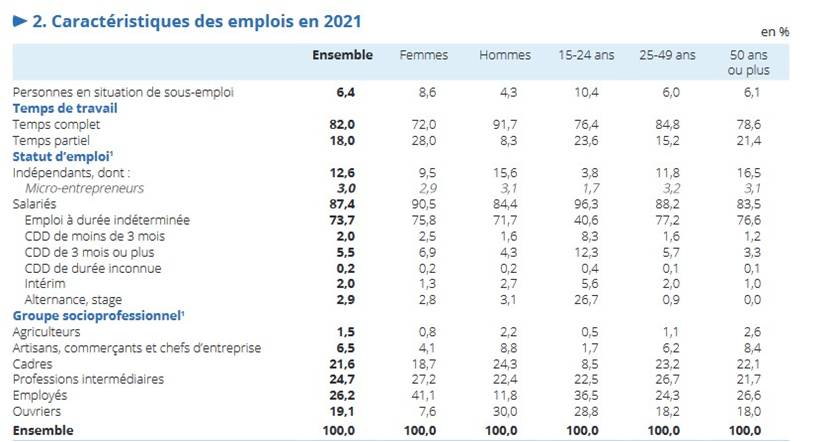 ▶ 2. Caractéristiques des emplois en 2021
en %
Ensemble Femmes Hommes 15-24 ans 25-49 ans 50 ans
ou plus
Personnes en situation de sous-emploi 6,4 8,6 4,3 10,4 6,0 6,1
Temps de travail
Temps complet 82,0 72,0 91,7 76,4 84,8 78,6
Temps partiel 18,0 28,0 8,3 23,6 15,2 21,4
Statut d'emploi¹
Indépendants, dont : 12,6 9,5 15,6 3,8 11,8 16,5
Micro-entrepreneurs 3,0 2,9 3,1 1,7 3,2 3,1
Salariés 87,4 90,5 84,4 96,3 88,2 83,5
Emploi à durée indéterminée 73,7 75,8 71,7 40,6 77,2 76,6
CDD de moins de 3 mois 2,0 2,5 1,6 8,3 1,6 1,2
CDD de 3 mois ou plus 5,5 6,9 4,3 12,3 5,7 3,3
CDD de durée inconnue 0,2 0,2 0,2 0,4 0,1 0,1
Intérim 2,0 1,3 2,7 5,6 2,0 1,0
Alternance, stage 2,9 2,8 3,1 26,7 0,9 0,0
Groupe socioprofessionnel¹
Agriculteurs 1,5 0,8 2,2 0,5 1,1 2,6
Artisans, commerçants et chefs d'entreprise 6,5 4,1 8,8 1,7 6,2 8,4
Cadres 21,6 18,7 24,3 8,5 23,2 22,1
Professions intermédiaires 24,7 27,2 22,4 22,5 26,7 21,7
Employés 26,2 41,1 11,8 36,5 24,3 26,6
Ouvriers 19,1 7,6 30,0 28,8 18,2 18,0
Ensemble 100,0 100,0 100,0 100,0 100,0 100,0